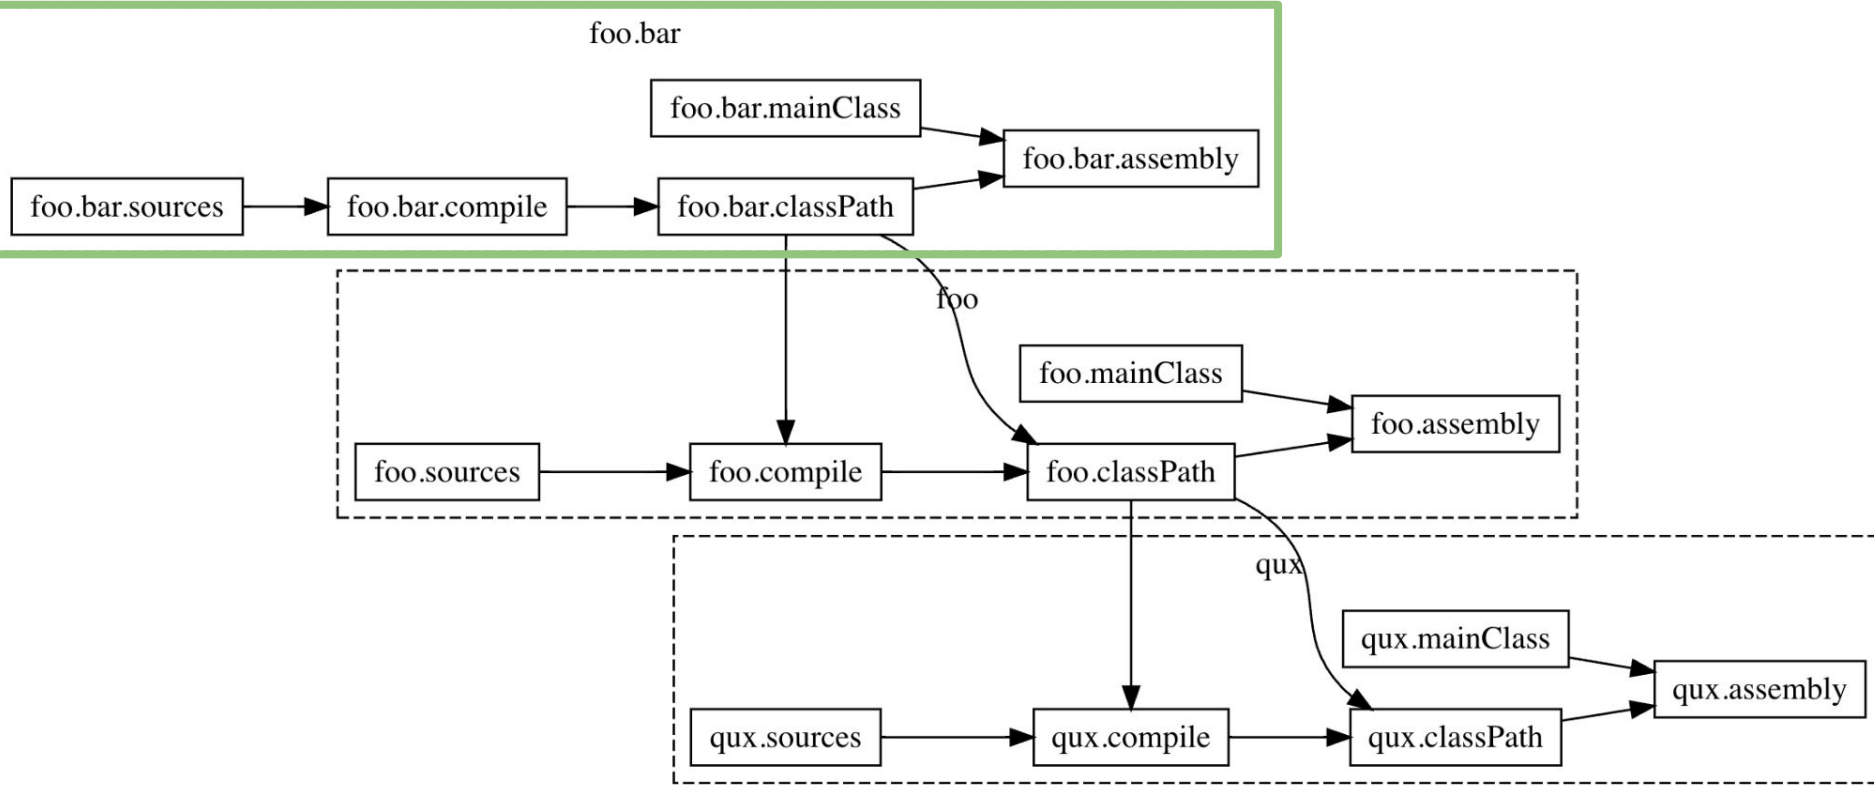 foo.bar
foo.bar.mainClass
foo.bar.assembly
foo.bar.sources
foo.bar.compile
foo.bar.classPath
foo
foo.mainClass
foo.assembly
foo.sources
foo.compile
foo.classPath
qux
qux.mainClass
qux.assembly
qux.sources
qux.compile
qux.classPath